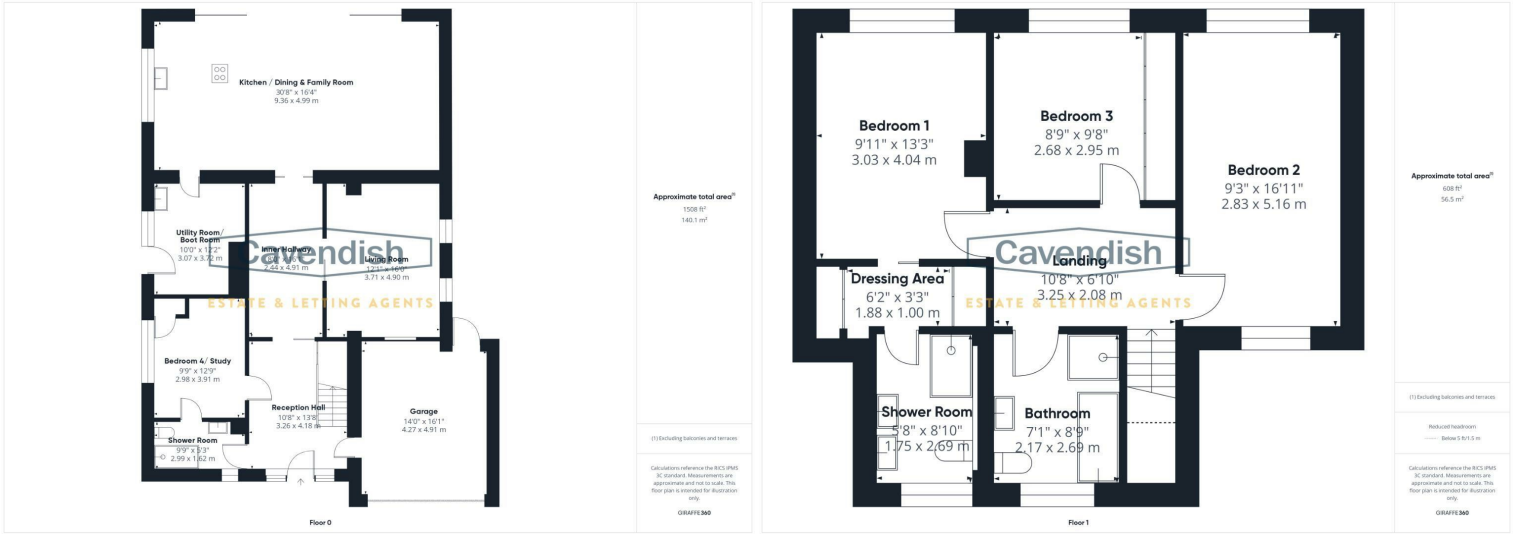 Kitchen / Dining & Family Room
30'8" x 16'4"
9.36 x 4.99 m
Utility Room/
Boot Room
10'0" x 12'2"
3.07 x 3.72 m
Inner Hallway
2.44 x 4.91 m
Living Room
12'1" x 16'0"
3.71 x 4.90 m
Cavendish
ESTATE & LETTING AGENTS
Bedroom 4/ Study
9'9" x 12'9"
2.98 x 3.91 m
Reception Hall
10'8" x 13'8
3.26 x 4.18 m
Garage
14'0" x 16'1"
4.27 x 4.91 m
Shower Room
9'9" x 5'3"
2.99 x 1.62 m
Floor 0
Approximate total area(1)
1508 ft²
140.1 m²
(1) Excluding balconies and terraces
Calculations reference the RICS IPMS
3C standard. Measurements are
approximate and not to scale. This
floor plan is intended for illustration
only.
GIRAFFE360
Bedroom 1
9'11" x 13'3"
3.03 x 4.04 m
Bedroom 3
8'9" x 9'8"
2.68 x 2.95 m
Bedroom 2
9'3" x 16'11"
2.83 x 5.16 m
Cavendish
ESTATE & LETTING AGENTS
Landing
10'8" x 6'10"
3.25 x 2.08 m
Dressing Area
6'2" x 3'3"
1.88 x 1.00 m
Shower Room
5'8" x 8'10"
1.75 x 2.69 m
Bathroom
7'1" x 8'9"
2.17 x 2.69 m
Floor 1
Approximate total area(1)
608 ft²
56.5 m²
(1) Excluding balconies and terraces
Reduced headroom
Below 5 ft/1.5 m
Calculations reference the RICS IPMS
3C standard. Measurements are
approximate and not to scale. This
floor plan is intended for illustration
only.
GIRAFFE360